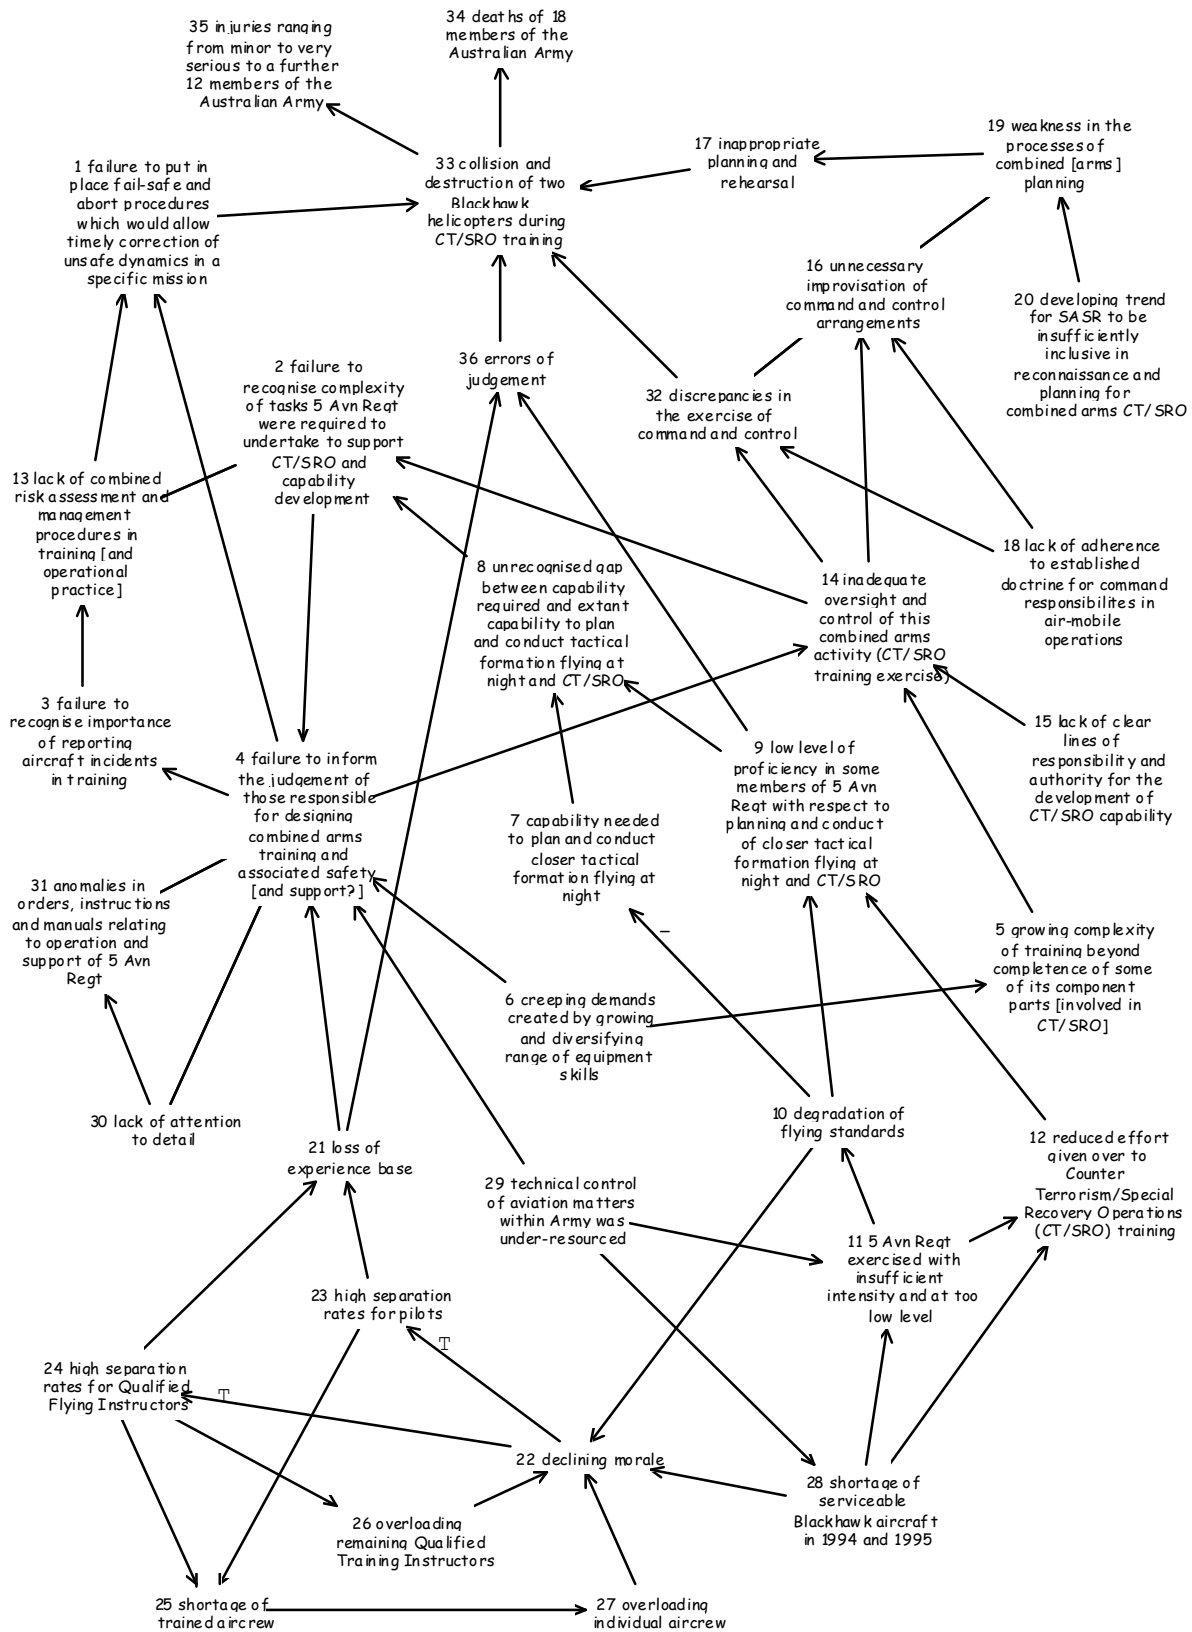 35 injuries ranging
from minor to very
serious to a further
12 members of the
Australian Army
34 deaths of 18
members of the
Australian Army
1 failure to put in
place fail-safe and
abort procedures
which would allow
timely correction of
unsafe dynamics in a
specific mission
33 collision and
destruction of two
Blackhawk
helicopters during
CT/SRO training
17 inappropriate
planning and
rehearsal
19 weakness in the
processes of
combined [arms]
planning
16 unnecessary
improvisation of
command and control
arrangements
20 developing trend
for SASR to be
insufficiently
inclusive in
reconnaissance and
planning for
combined arms CT/SRO
2 failure to
recognise complexity
of tasks 5 Avn Regt
were required to
undertake to support
CT/SRO and
capability
development
36 errors of
judgement
32 discrepancies in
the exercise of
command and control
13 lack of combined
risk assessment and
management
procedures in
training [and
operational
practice]
8 unrecognised gap
between capability
required and extant
capability to plan
and conduct tactical
formation flying at
night and CT/SRO
14 inadequate
oversight and
control of this
combined arms
activity (CT/SRO
training exercise)
18 lack of adherence
to established
doctrine for command
responsibilites in
air-mobile
operations
3 failure to
recognise importance
of reporting
aircraft incidents
in training
4 failure to inform
the judgement of
those responsible
for designing
combined arms
training and
associated safety
[and support?]
7 capability needed
to plan and conduct
closer tactical
formation flying at
night
9 low level of
proficiency in some
members of 5 Avn
Regt with respect to
planning and conduct
of closer tactical
formation flying at
night and CT/SRO
15 lack of clear
lines of
responsibility and
authority for the
development of
CT/SRO capability
31 anomalies in
orders, instructions
and manuals relating
to operation and
support of 5 Avn
Regt
–
5 growing complexity
of training beyond
completence of some
of its component
parts [involved in
CT/SRO]
6 creeping demands
created by growing
and diversifying
range of equipment
skills
30 lack of attention
to detail
21 loss of
experience base
29 technical control
of aviation matters
within Army was
under-resourced
10 degradation of
flying standards
12 reduced effort
given over to
Counter
Terrorism/Special
Recovery Operations
(CT/SRO) training
11 5 Avn Regt
exercised with
insufficient
intensity and at too
low level
23 high separation
rates for pilots
T
24 high separation
rates for Qualified
Flying Instructors
T
22 declining morale
28 shortage of
serviceable
Blackhawk aircraft
in 1994 and 1995
26 overloading
remaining Qualified
Training Instructors
25 shortage of
trained aircrew
27 overloading
individual aircrew